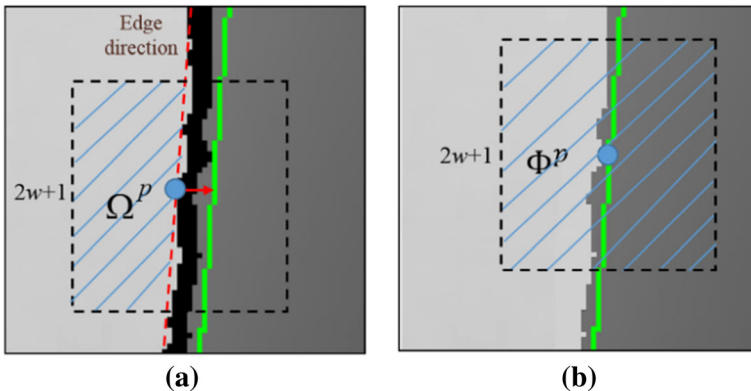 Edge
direction
2w+1
Ω^p
(a)
2w+1
Φ^p
(b)